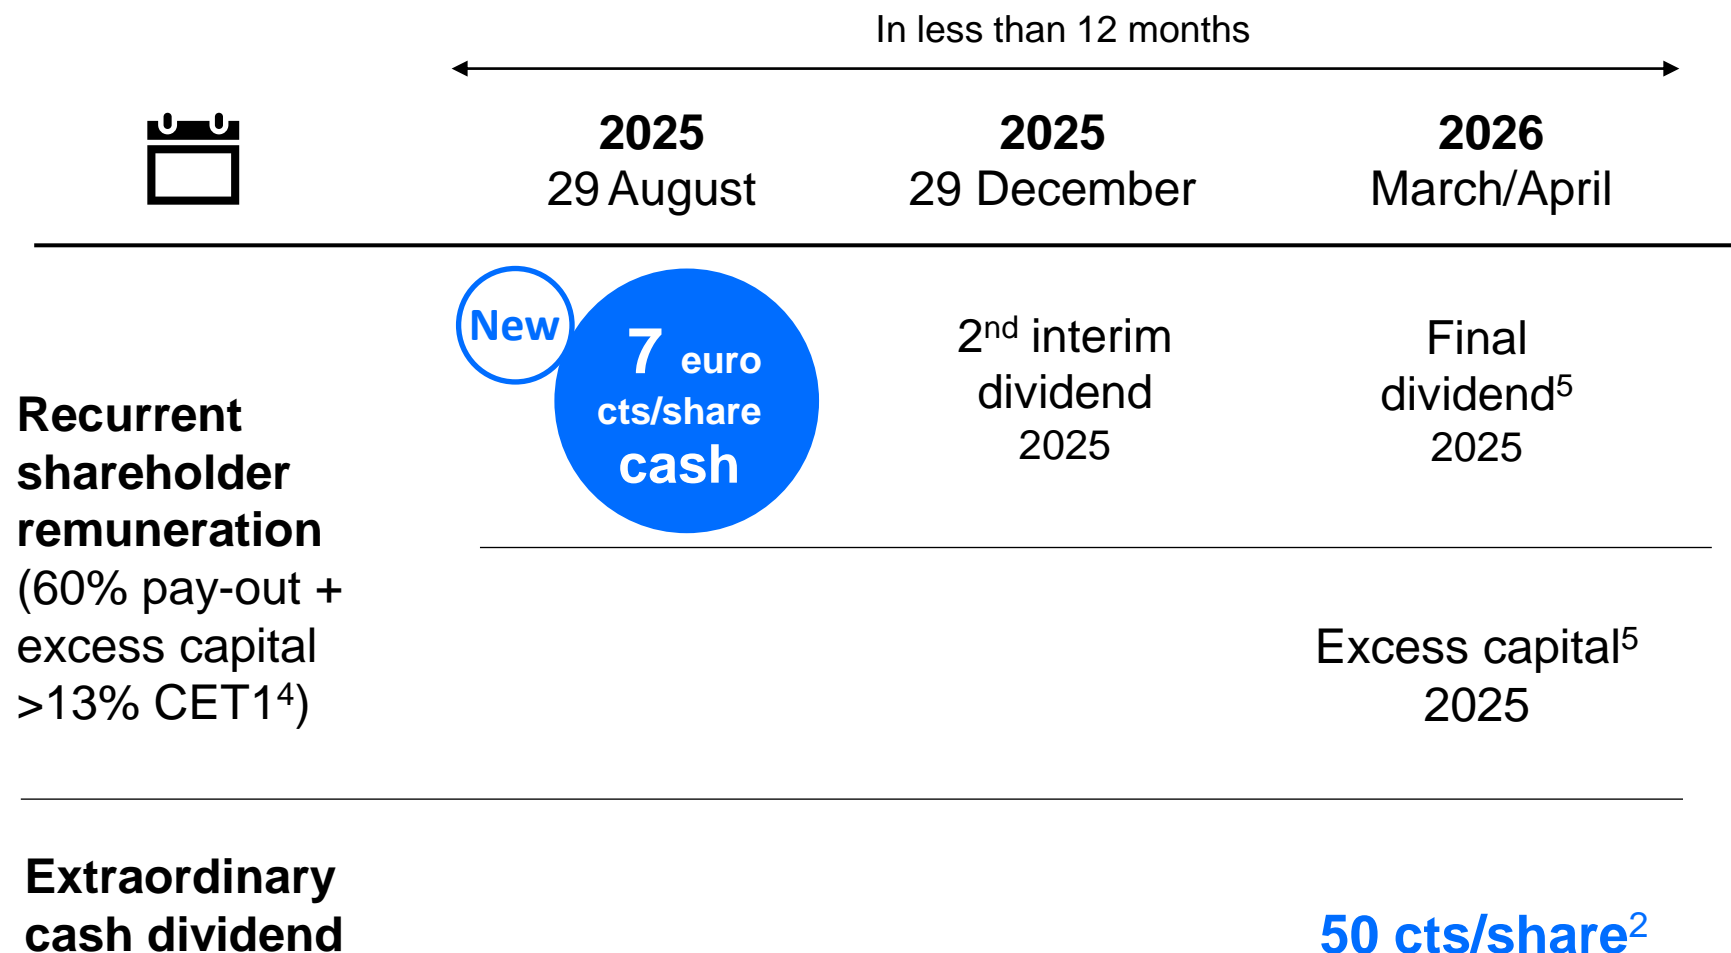 In less than 12 months
2025
29 August
2025
29 December
2026
March/April
New
7 euro
cts/share
cash
2nd interim
dividend
2025
Final
dividend5
2025
Recurrent
shareholder
remuneration
(60% pay-out +
excess capital
>13% CET14)
Excess capital5
2025
Extraordinary
cash dividend
50 cts/share2